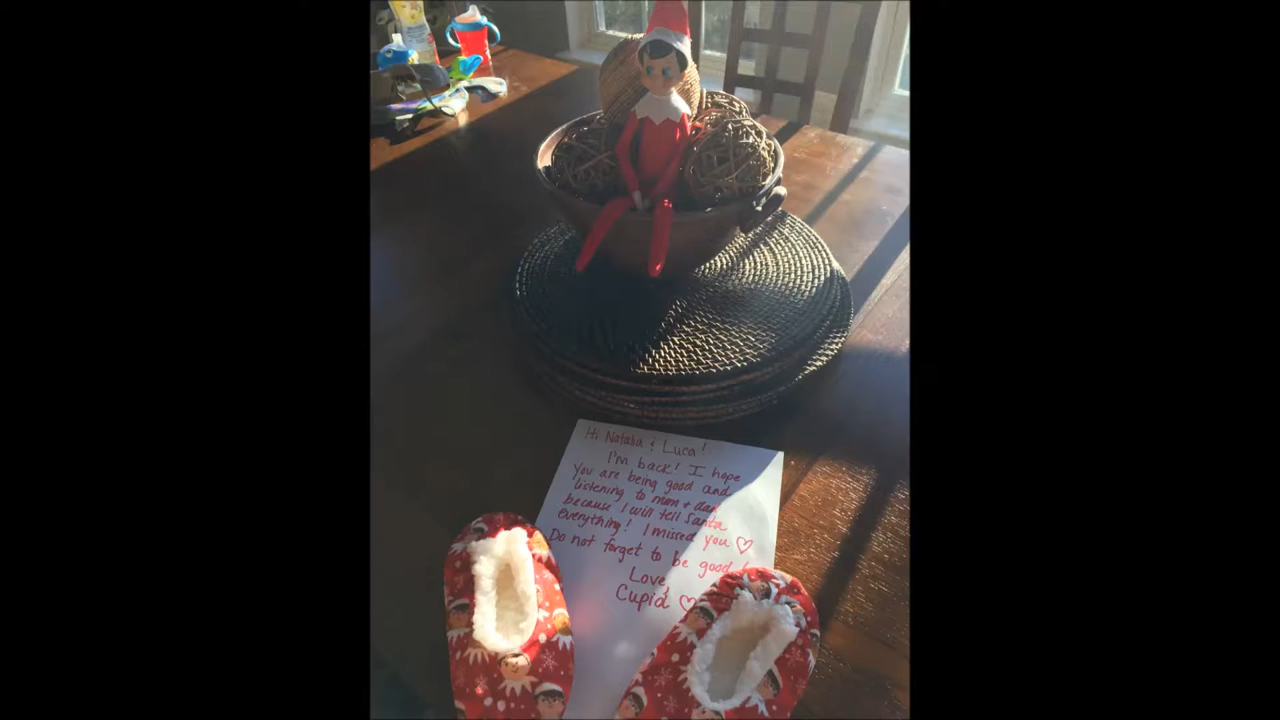 Hi Natalia & Luca!
I'm back! I hope
You are being good and
listening to mom + dad
because I will tell Santa
everything! I missed you ♡
Do not forget to be good
Love,
Cupid ♡